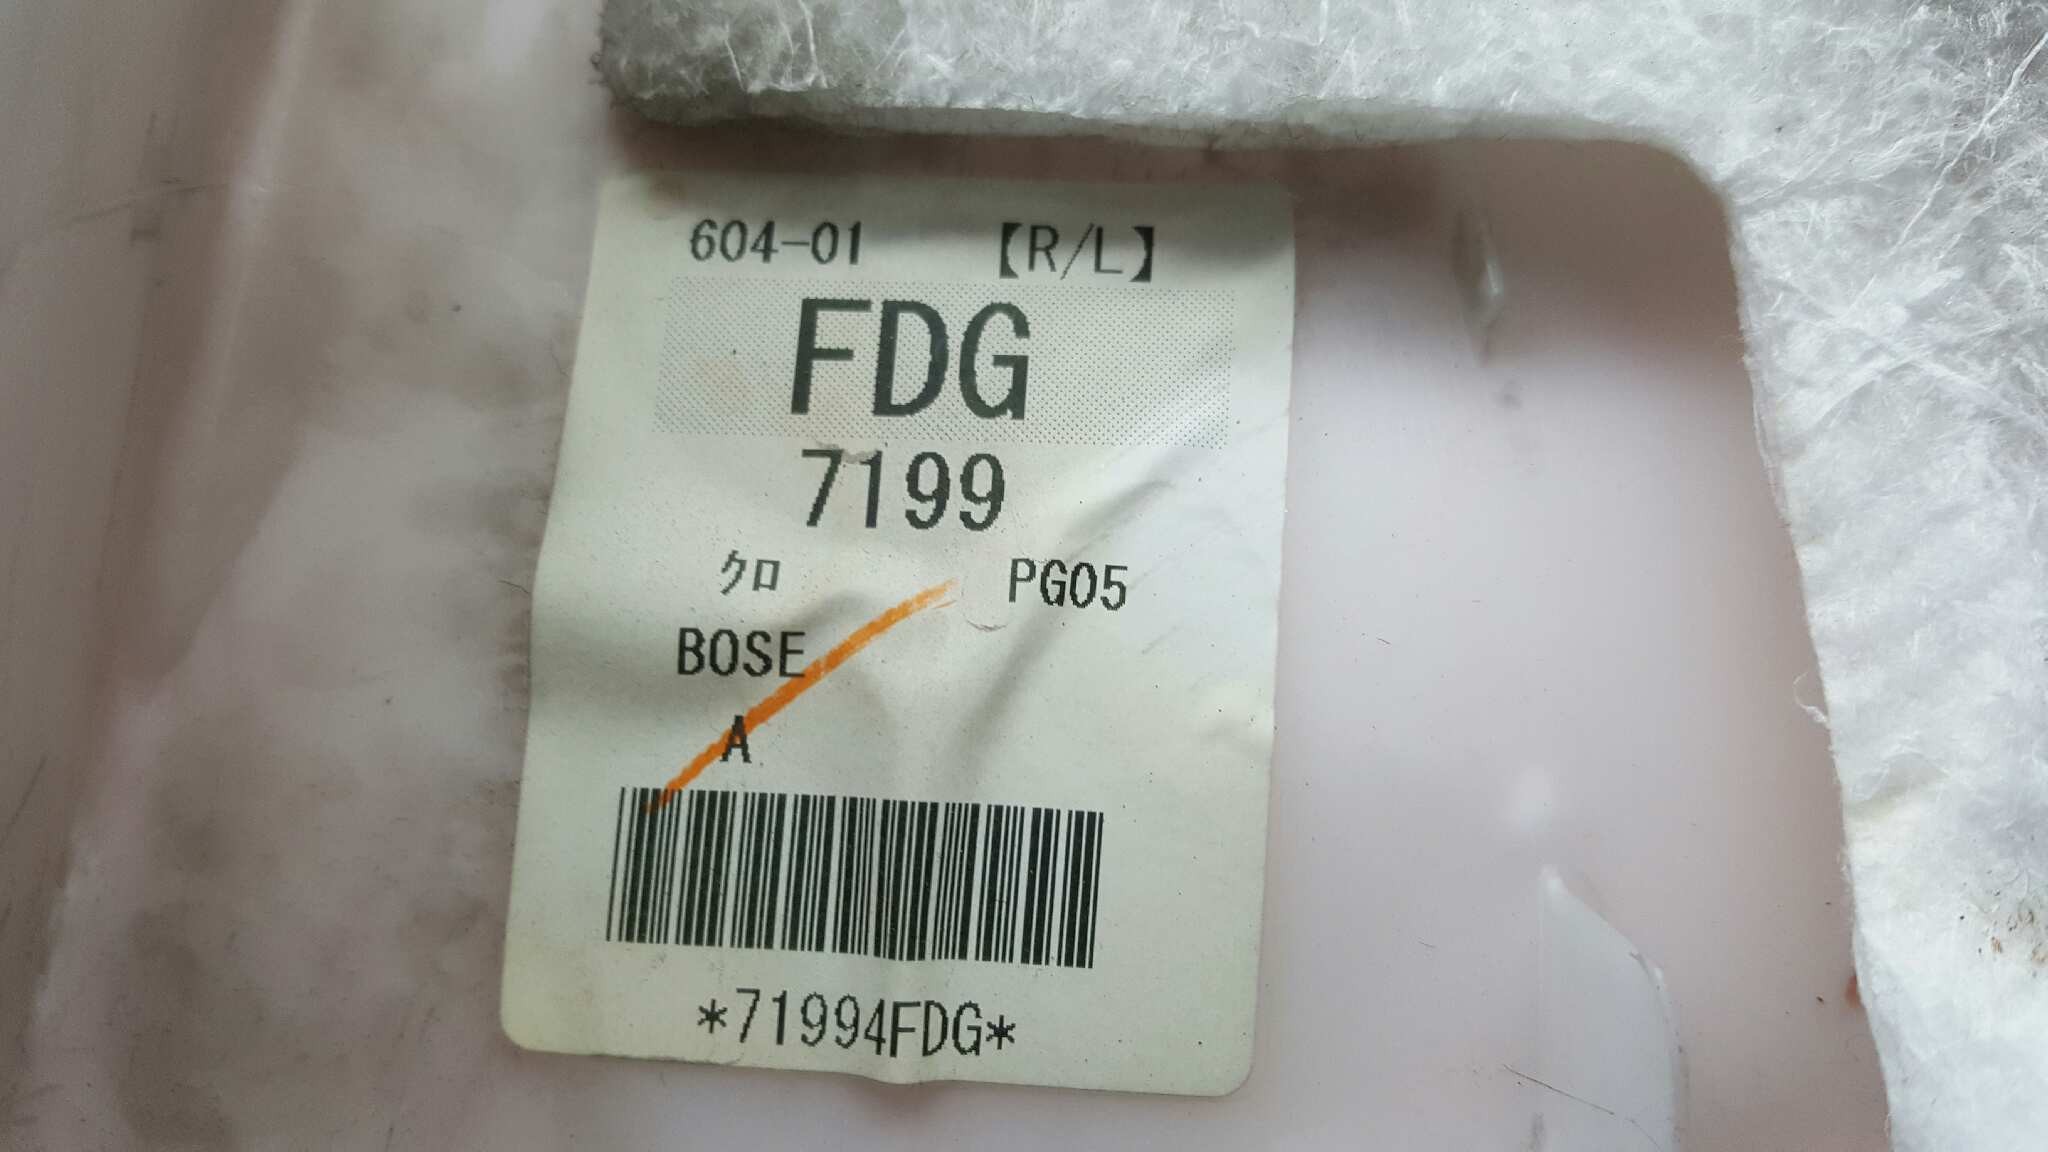 604-01 【R/L】
FDG
7199
ｸﾛ PG05
BOSE
A
*71994FDG*